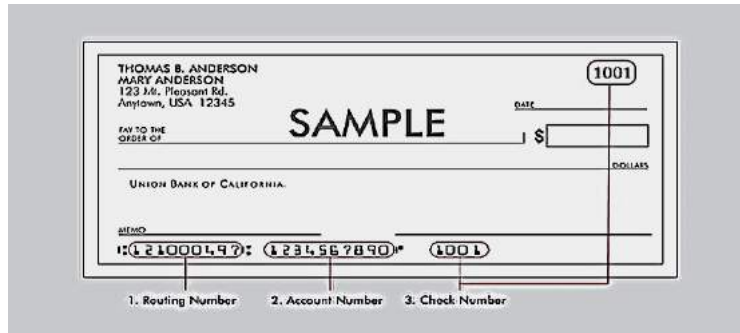 THOMAS B. ANDERSON
MARY ANDERSON
123 Mt. Pleasant Rd.
Anytown, USA 12345
1001
DATE
SAMPLE
PAY TO THE
ORDER OF
$
DOLLARS
UNION BANK OF CALIFORNIA
MEMO
⑆121000497⑆ 1234567890⑈ 1001
1. Routing Number 2. Account Number 3. Check Number